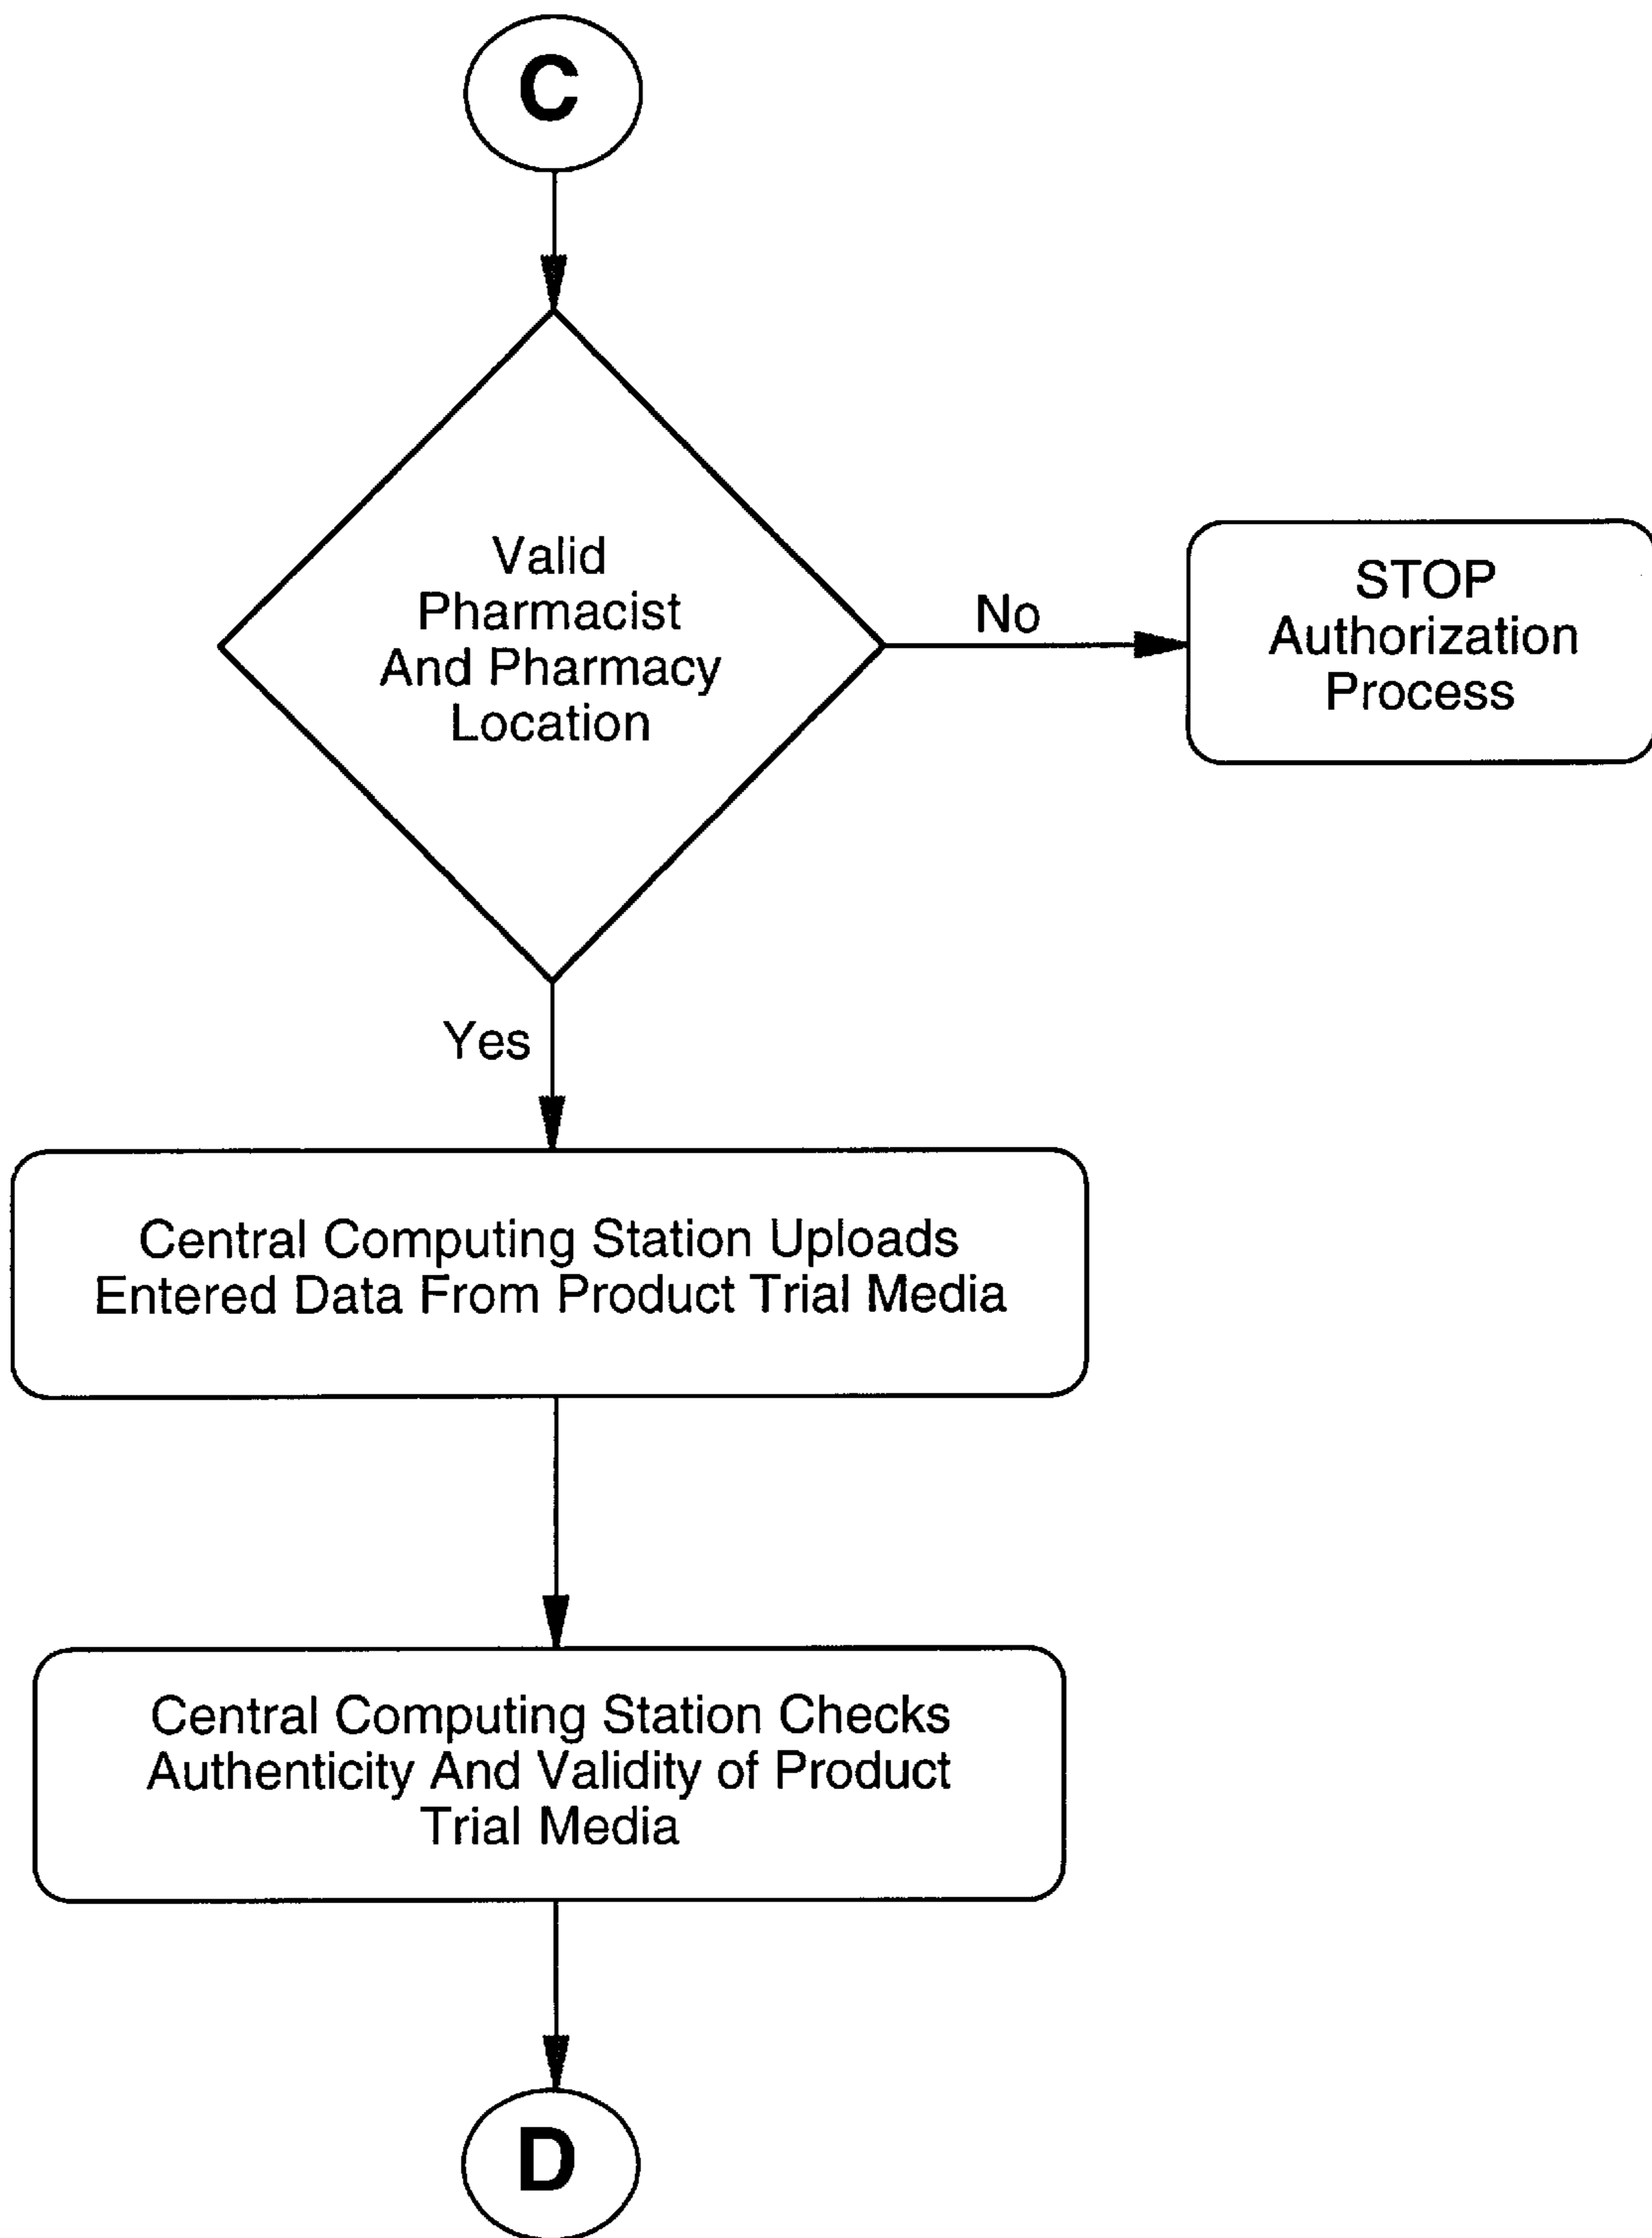 C
Valid
Pharmacist
And Pharmacy
Location
No
STOP
Authorization
Process
Yes
Central Computing Station Uploads
Entered Data From Product Trial Media
Central Computing Station Checks
Authenticity And Validity of Product
Trial Media
D